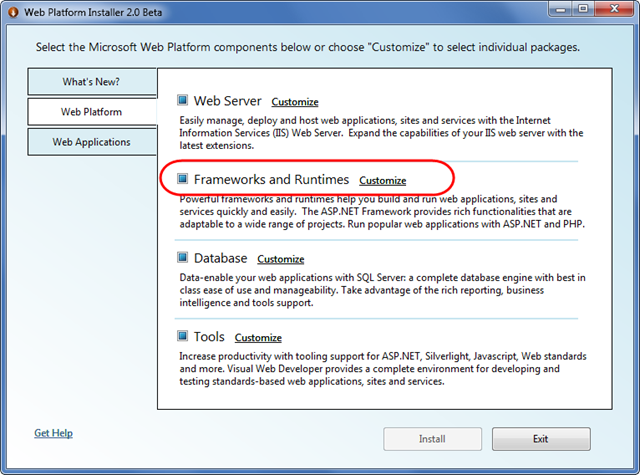 Web Platform Installer 2.0 Beta
Select the Microsoft Web Platform components below or choose "Customize" to select individual packages.
What's New?
Web Platform
Web Applications
Web Server Customize
Easily manage, deploy and host web applications, sites and services with the Internet
Information Services (IIS) Web Server. Expand the capabilities of your IIS web server with the
latest extensions.
Frameworks and Runtimes Customize
Powerful frameworks and runtimes help you build and run web applications, sites and
services quickly and easily. The ASP.NET Framework provides rich functionalities that are
adaptable to a wide range of projects. Run popular web applications with ASP.NET and PHP.
Database Customize
Data-enable your web applications with SQL Server: a complete database engine with best in
class ease of use and manageability. Take advantage of the rich reporting, business
intelligence and tools support.
Tools Customize
Increase productivity with tooling support for ASP.NET, Silverlight, Javascript, Web standards
and more. Visual Web Developer provides a complete environment for developing and
testing standards-based web applications, sites and services.
Get Help
Install
Exit